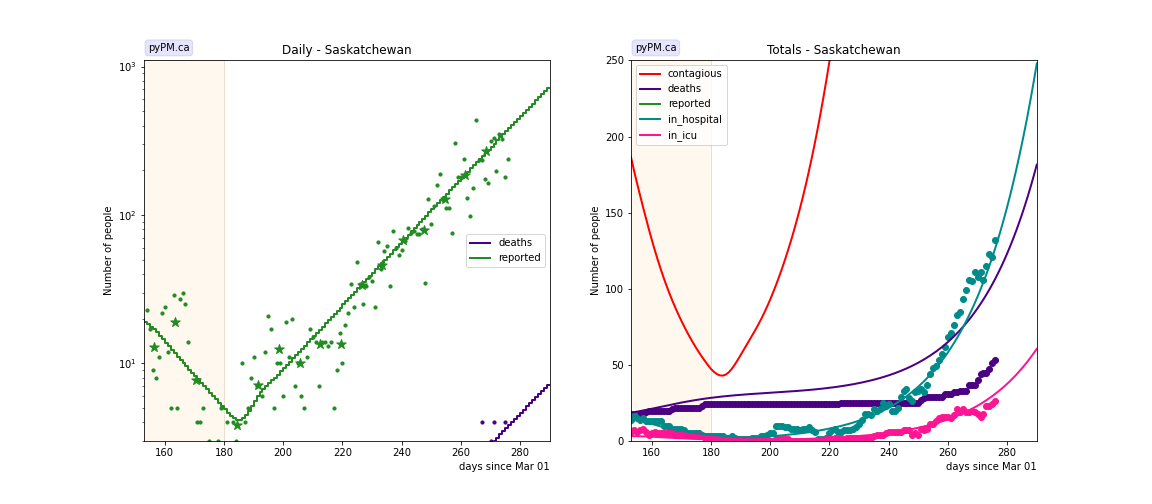 pyPM.ca
Daily - Saskatchewan
10³
10²
10¹
Number of people
deaths
reported
160 180 200 220 240 260 280
days since Mar 01
pyPM.ca
Totals - Saskatchewan
250
200
150
100
50
0
Number of people
contagious
deaths
reported
in_hospital
in_icu
160 180 200 220 240 260 280
days since Mar 01